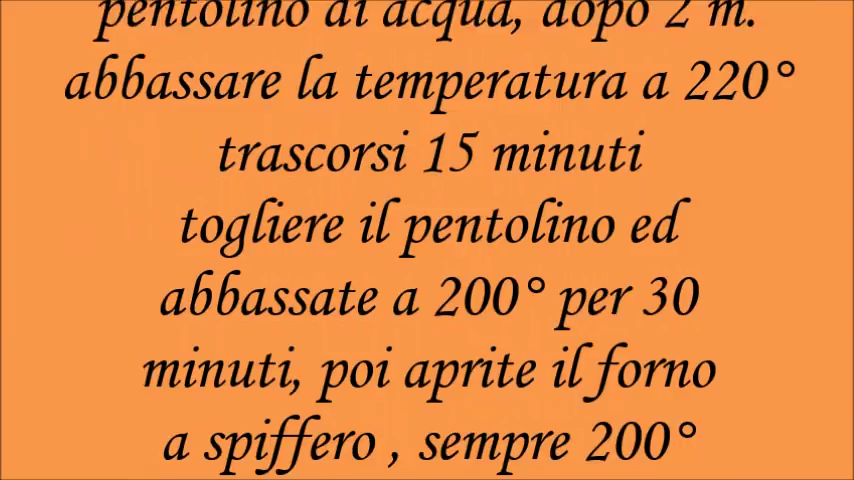 pentolino di acqua, dopo 2 m.
abbassare la temperatura a 220°
trascorsi 15 minuti
togliere il pentolino ed
abbassate a 200° per 30
minuti, poi aprite il forno
a spiffero , sempre 200°